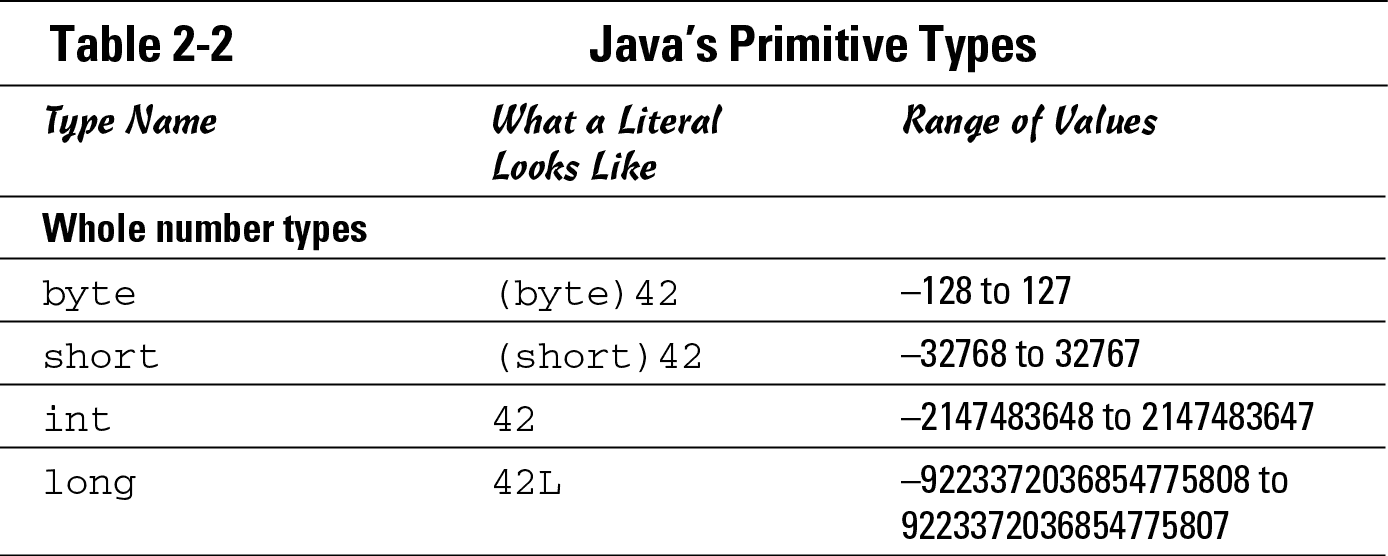 Table 2-2 Java's Primitive Types
Type Name What a Literal Looks Like Range of Values
Whole number types
byte (byte)42 –128 to 127
short (short)42 –32768 to 32767
int 42 –2147483648 to 2147483647
long 42L –9223372036854775808 to
9223372036854775807